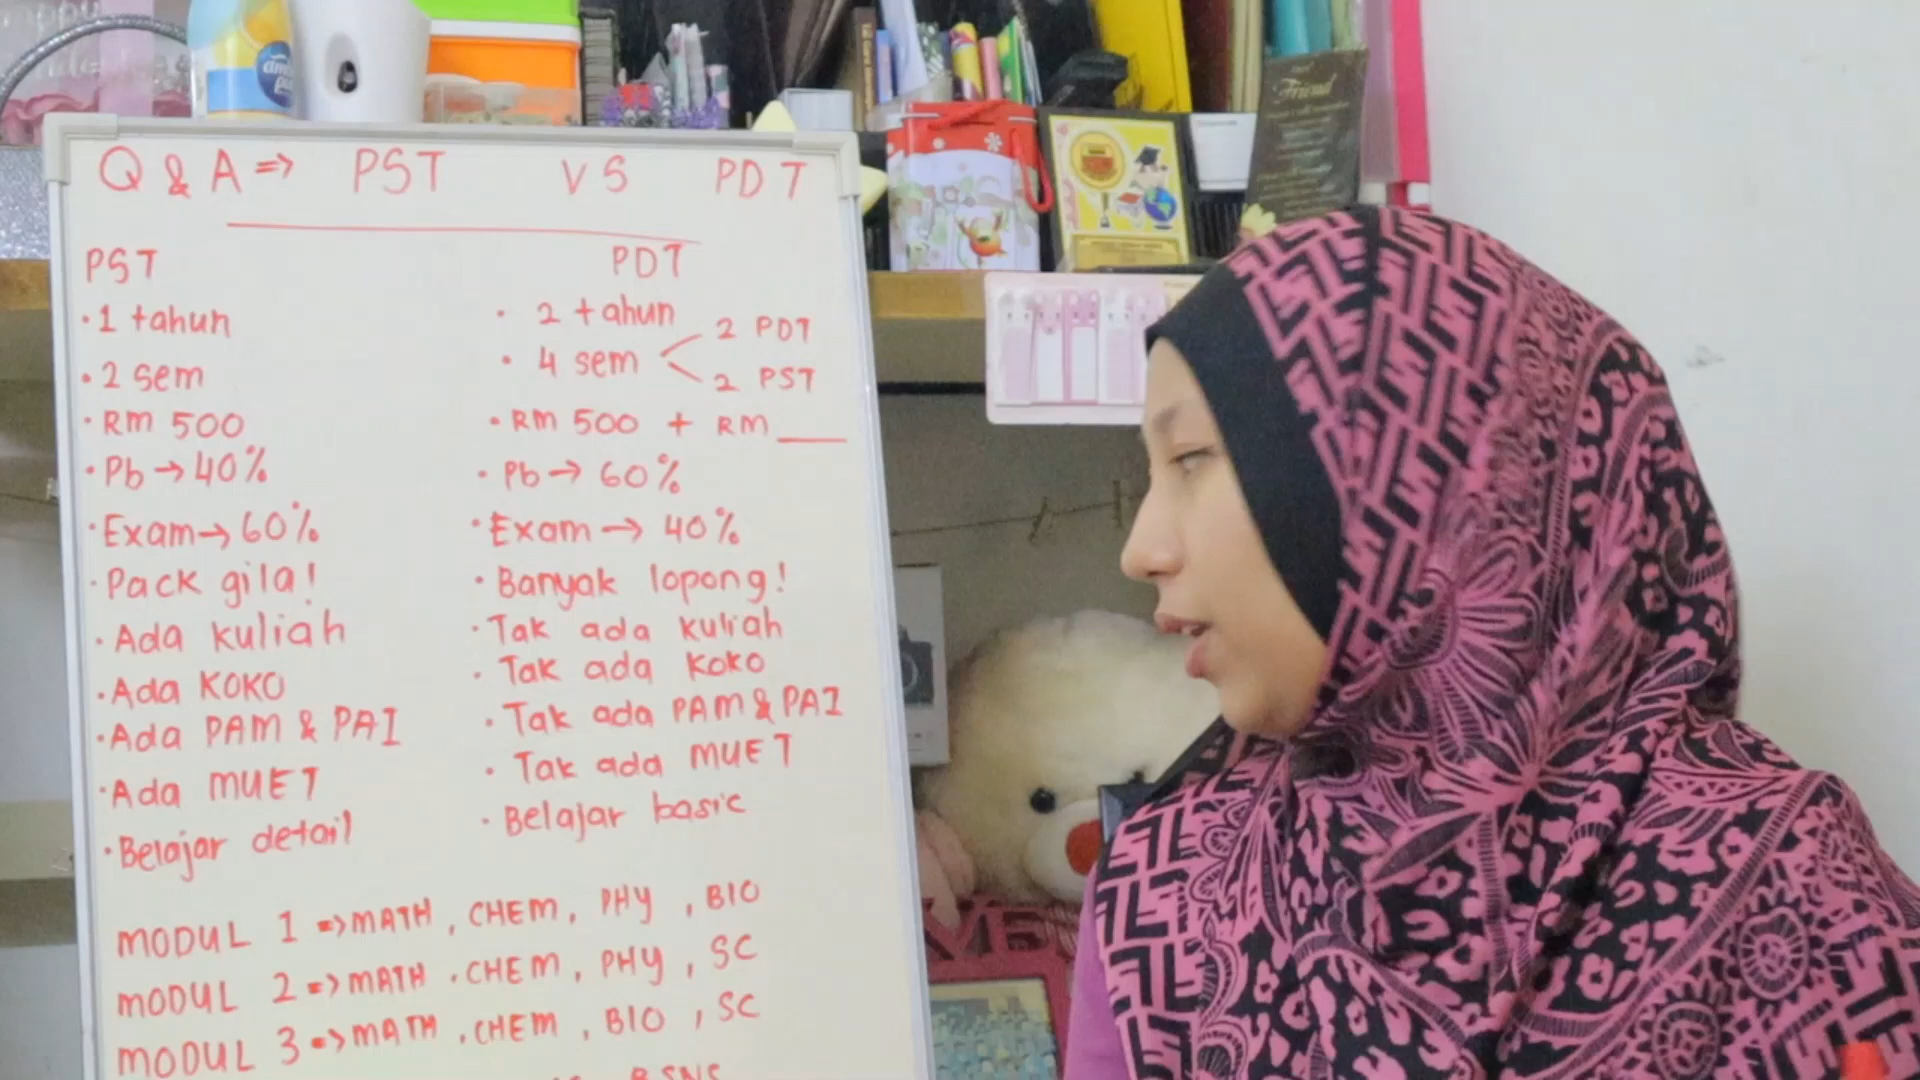 Q & A => PST VS PDT
PST
• 1 tahun
• 2 sem
• RM 500
• Pb → 40%
• Exam → 60%
• Pack gila!
• Ada kuliah
• Ada KOKO
• Ada PAM & PAI
• Ada MUET
• Belajar detail
PDT
• 2 tahun
• 4 sem < 2 PDT
2 PST
• RM 500 + RM ___
• Pb → 60%
• Exam → 40%
• Banyak lopong!
• Tak ada kuliah
• Tak ada KOKO
• Tak ada PAM & PAI
• Tak ada MUET
• Belajar basic
MODUL 1 => MATH, CHEM, PHY, BIO
MODUL 2 => MATH, CHEM, PHY, SC
MODUL 3 => MATH, CHEM, BIO, SC
Friend